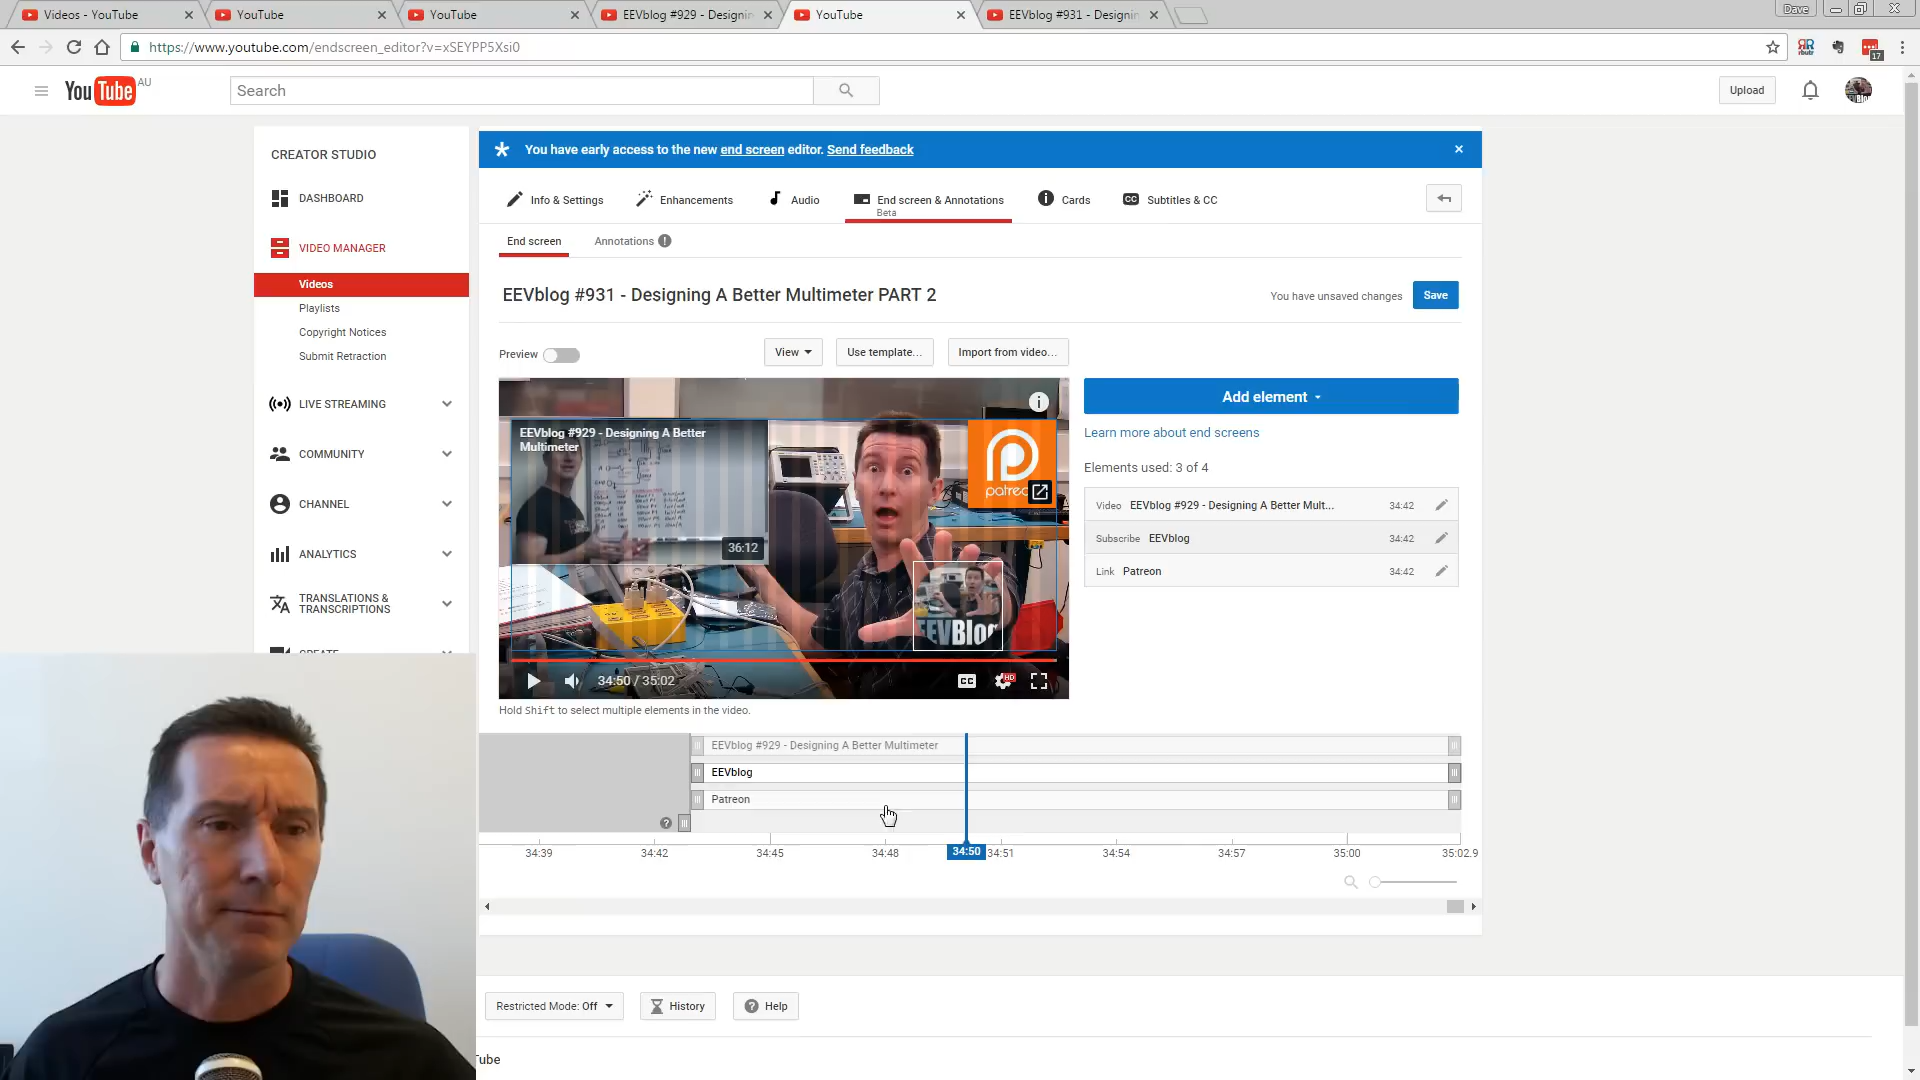 Videos - YouTube
YouTube
YouTube
EEVblog #929 - Designin
YouTube
EEVblog #931 - Designin
Dave
https://www.youtube.com/endscreen_editor?v=xSEYPP5Xsi0
17
YouTube AU
Search
Upload
CREATOR STUDIO
DASHBOARD
VIDEO MANAGER
Videos
Playlists
Copyright Notices
Submit Retraction
LIVE STREAMING
COMMUNITY
CHANNEL
ANALYTICS
TRANSLATIONS &
TRANSCRIPTIONS
You have early access to the new end screen editor. Send feedback
Info & Settings
Enhancements
Audio
End screen & Annotations
Beta
Cards
CC Subtitles & CC
End screen
Annotations
EEVblog #931 - Designing A Better Multimeter PART 2
You have unsaved changes
Save
Preview
View
Use template...
Import from video...
EEVblog #929 - Designing A Better
Multimeter
36:12
EEVBlog
34:50 / 35:02
CC
HD
Hold Shift to select multiple elements in the video.
Add element
Learn more about end screens
Elements used: 3 of 4
Video EEVblog #929 - Designing A Better Mult... 34:42
Subscribe EEVblog 34:42
Link Patreon 34:42
EEVblog #929 - Designing A Better Multimeter
EEVblog
Patreon
34:39
34:42
34:45
34:48
34:50
34:51
34:54
34:57
35:00
35:02.9
Restricted Mode: Off
History
Help
Tube